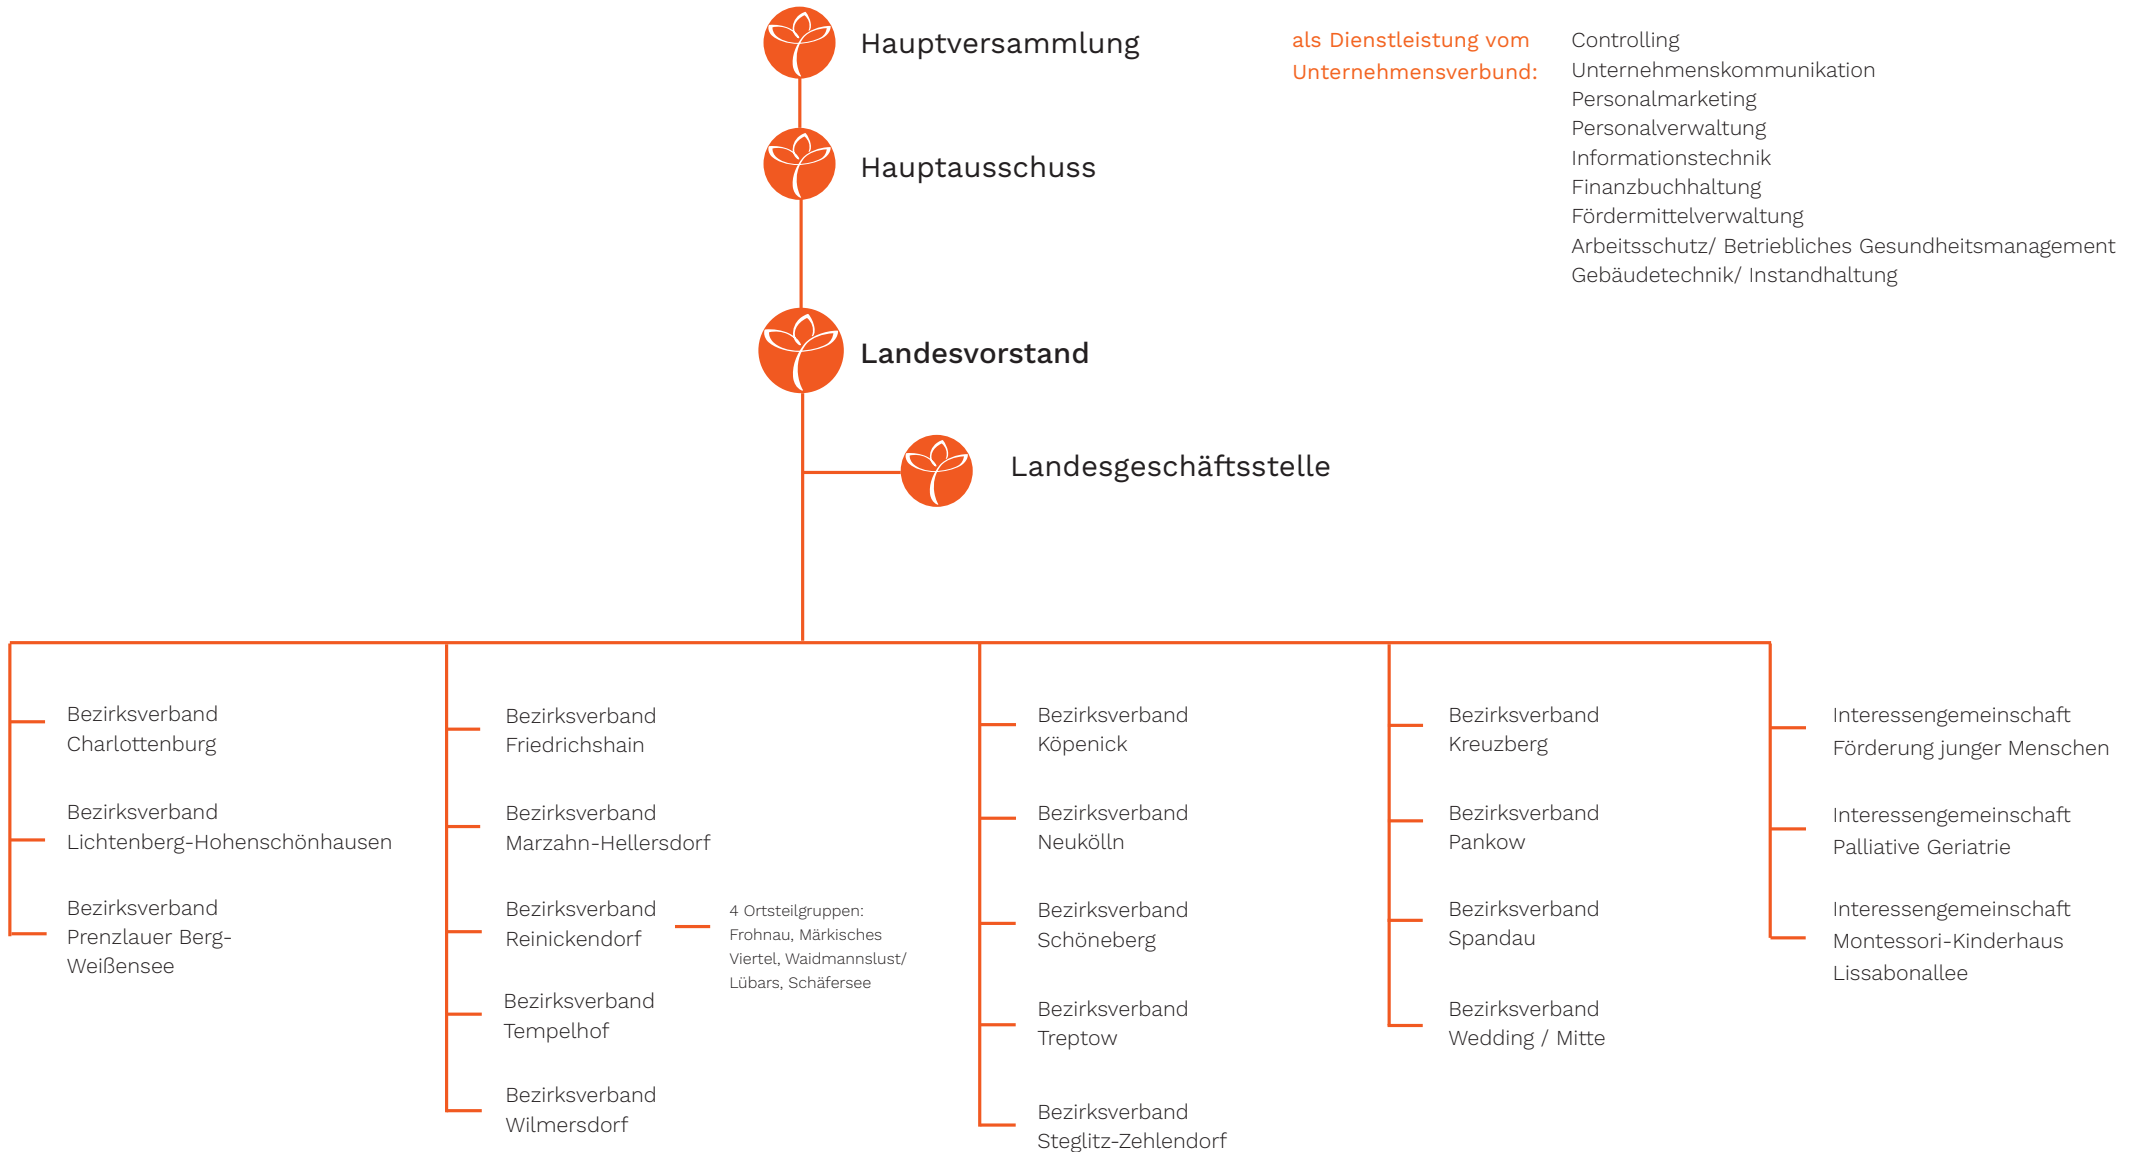 Hauptversammlung
Hauptausschuss
Landesvorstand
Landesgeschäftsstelle
als Dienstleistung vom
Unternehmensverbund:
Controlling
Unternehmenskommunikation
Personalmarketing
Personalverwaltung
Informationstechnik
Finanzbuchhaltung
Fördermittelverwaltung
Arbeitsschutz/ Betriebliches Gesundheitsmanagement
Gebäudetechnik/ Instandhaltung
Bezirksverband
Charlottenburg
Bezirksverband
Lichtenberg-Hohenschönhausen
Bezirksverband
Prenzlauer Berg-
Weißensee
Bezirksverband
Friedrichshain
Bezirksverband
Marzahn-Hellersdorf
Bezirksverband
Reinickendorf
4 Ortsteilgruppen:
Frohnau, Märkisches
Viertel, Waidmannslust/
Lübars, Schäfersee
Bezirksverband
Tempelhof
Bezirksverband
Wilmersdorf
Bezirksverband
Köpenick
Bezirksverband
Neukölln
Bezirksverband
Schöneberg
Bezirksverband
Treptow
Bezirksverband
Steglitz-Zehlendorf
Bezirksverband
Kreuzberg
Bezirksverband
Pankow
Bezirksverband
Spandau
Bezirksverband
Wedding / Mitte
Interessengemeinschaft
Förderung junger Menschen
Interessengemeinschaft
Palliative Geriatrie
Interessengemeinschaft
Montessori-Kinderhaus
Lissabonallee